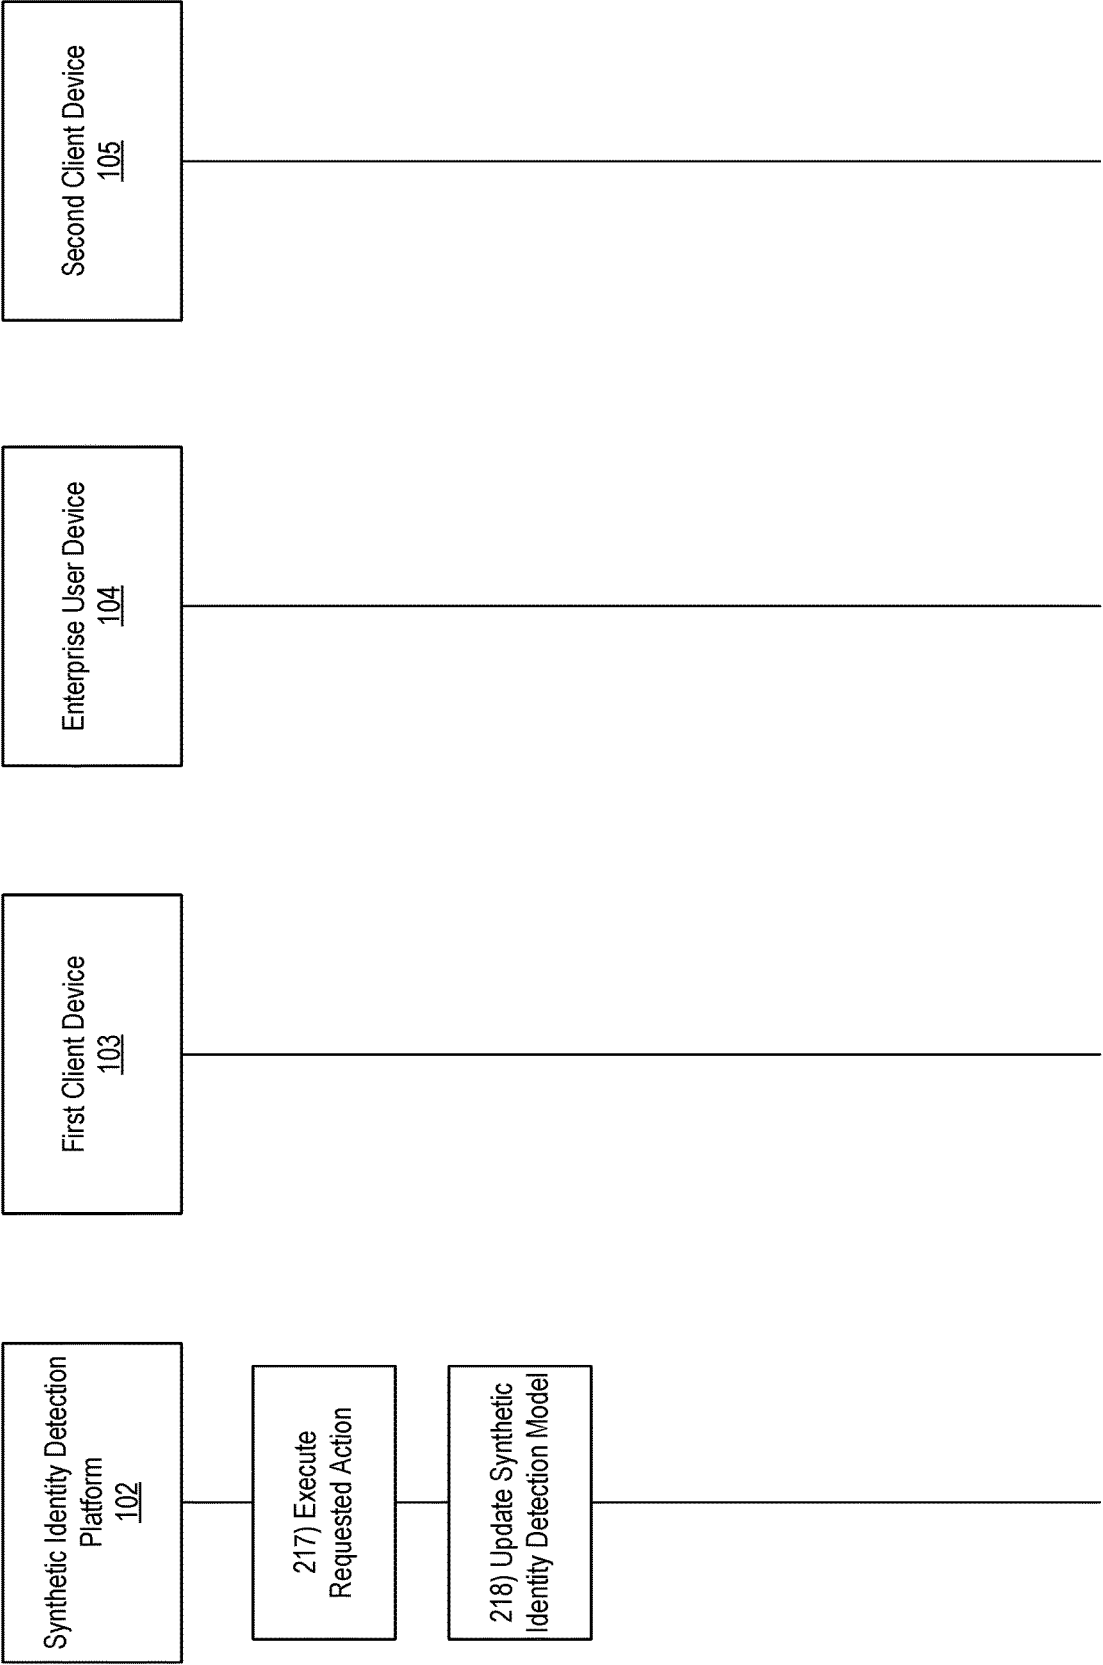 Synthetic Identity Detection
Platform
102
First Client Device
103
Enterprise User Device
104
Second Client Device
105
217) Execute
Requested Action
218) Update Synthetic
Identity Detection Model